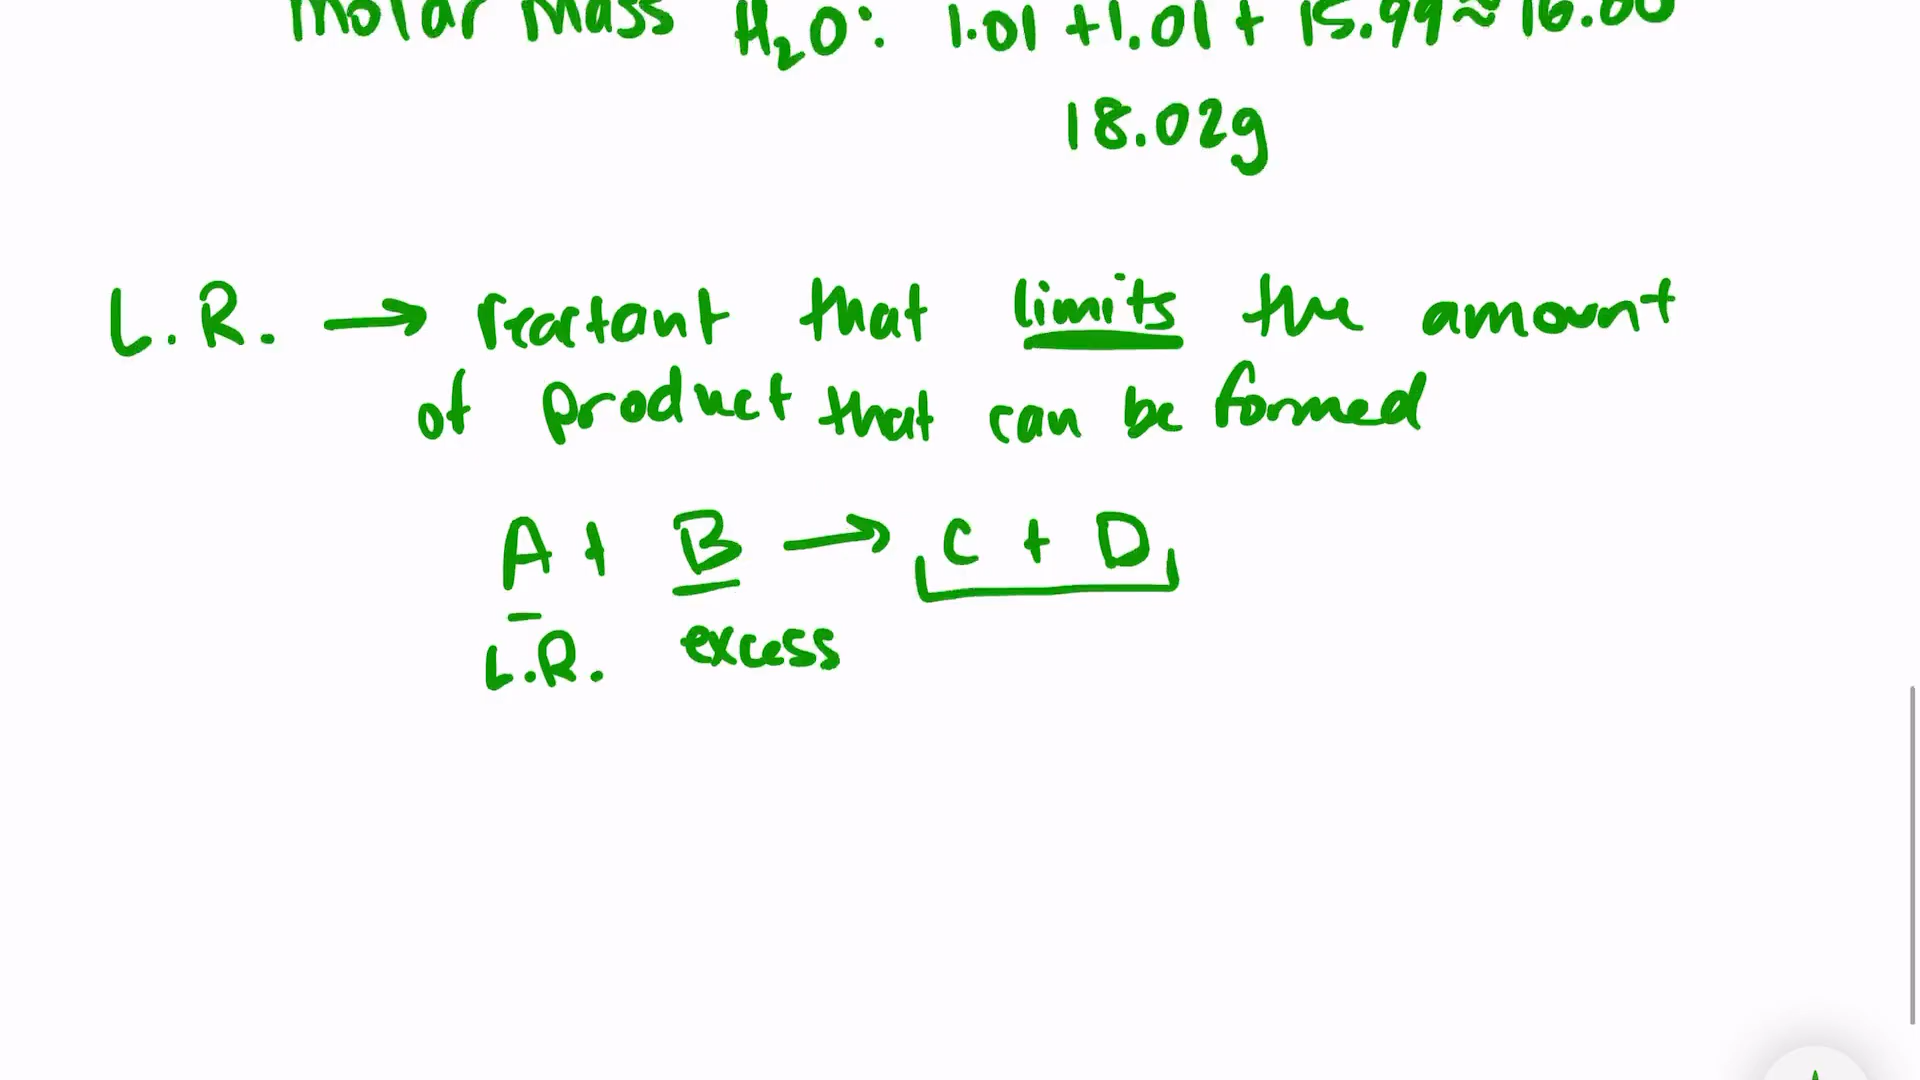 molar mass H₂O: 1.01 + 1.01 + 15.99 ≈ 16.00
18.02g
L.R. → reactant that limits the amount
of product that can be formed
A + B → C + D
L.R. excess